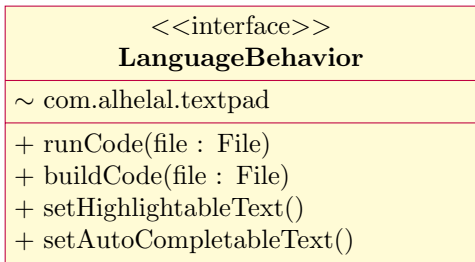 <<interface>>
LanguageBehavior
~ com.alhelal.textpad
+ runCode(file : File)
+ buildCode(file : File)
+ setHighlightableText()
+ setAutoCompletableText()